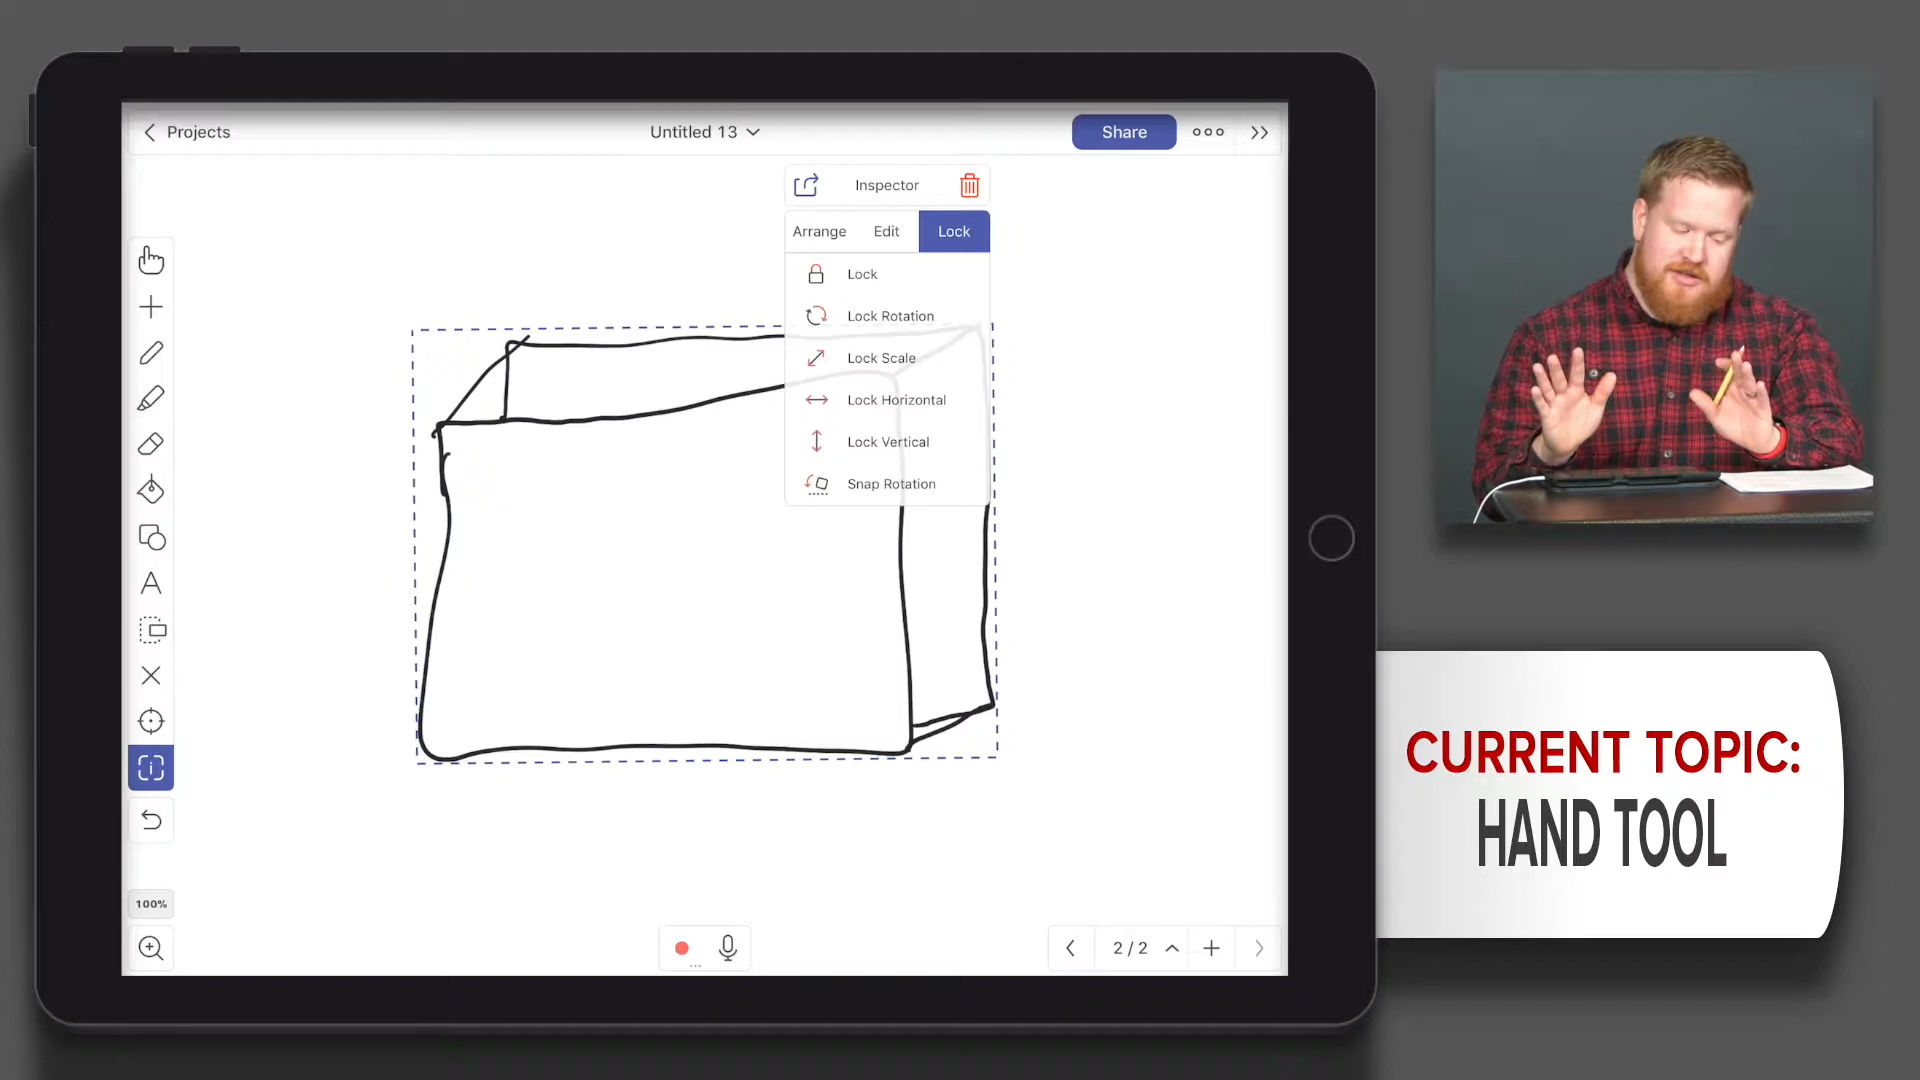 Projects
Untitled 13
Share
Inspector
Arrange Edit Lock
Lock
Lock Rotation
Lock Scale
Lock Horizontal
Lock Vertical
Snap Rotation
A
100%
2 / 2
CURRENT TOPIC:
HAND TOOL